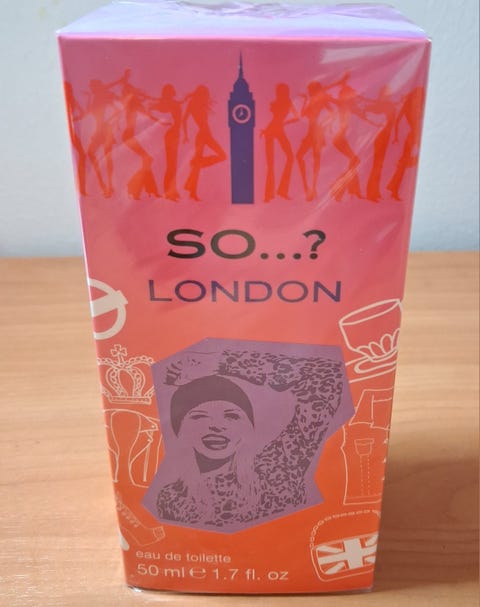 SO...?
LONDON
eau de toilette
50 ml ℮ 1.7 fl. oz